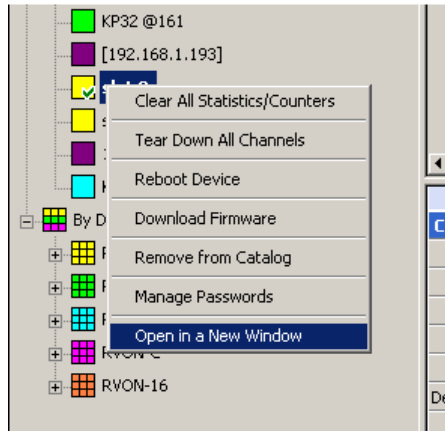 KP32 @161
[192.168.1.193]
Clear All Statistics/Counters
Tear Down All Channels
Reboot Device
Download Firmware
By D
Remove from Catalog
Manage Passwords
Open in a New Window
RVON-16
De